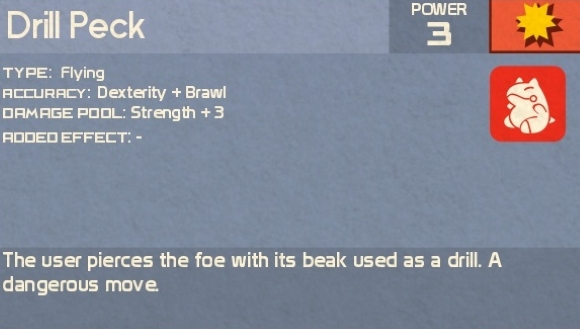 Drill Peck
POWER
3
TYPE: Flying
ACCURACY: Dexterity + Brawl
DAMAGE POOL: Strength + 3
ADDED EFFECT: -
The user pierces the foe with its beak used as a drill. A
dangerous move.